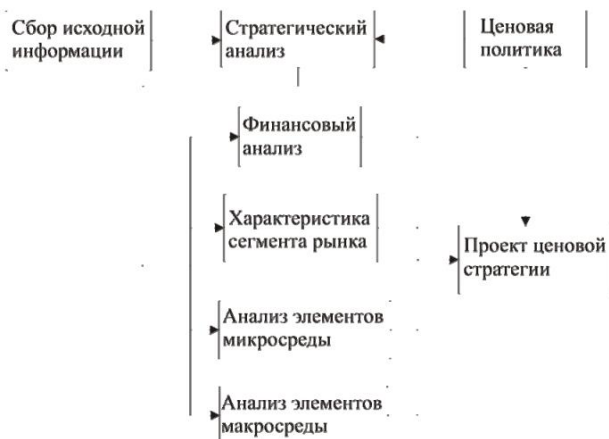 Сбор исходной
информации
Стратегический
анализ
Ценовая
политика
Финансовый
анализ
Характеристика
сегмента рынка
Проект ценовой
стратегии
Анализ элементов
микросреды
Анализ элементов
макросреды